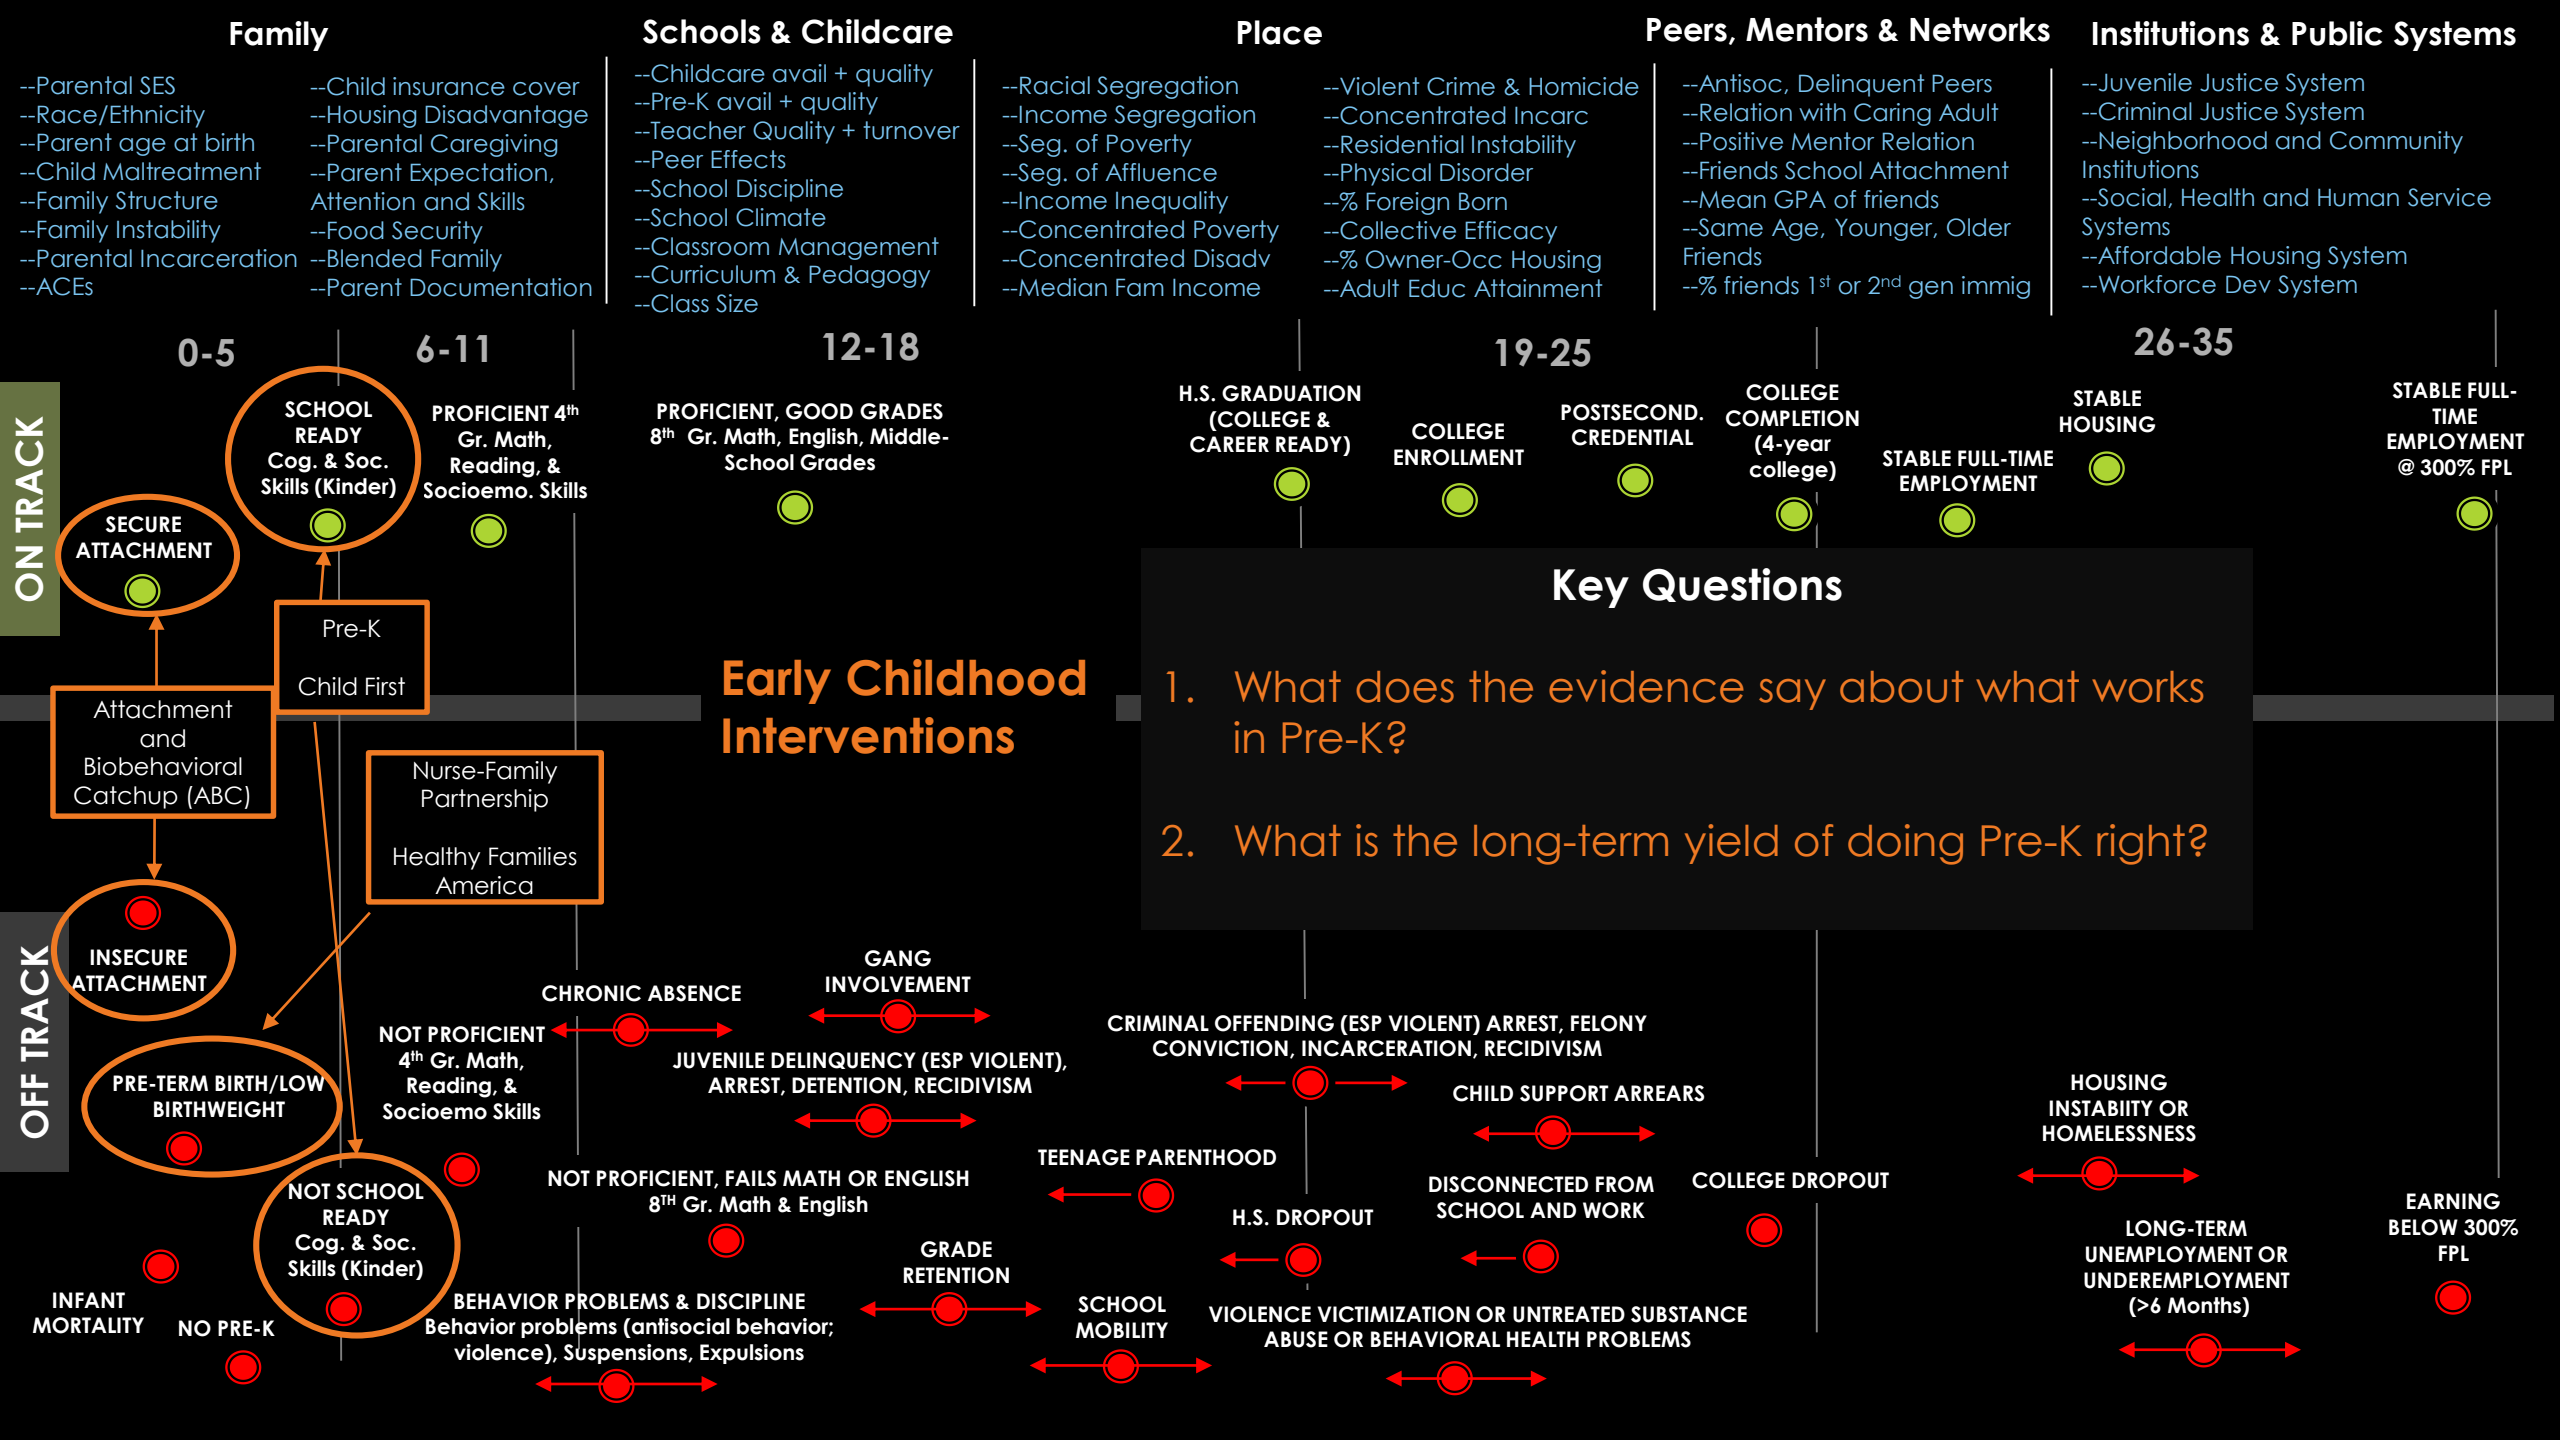 Family
--Parental SES
--Race/Ethnicity
--Parent age at birth
--Child Maltreatment
--Family Structure
--Family Instability
--Parental Incarceration
--ACEs
--Child insurance cover
--Housing Disadvantage
--Parental Caregiving
--Parent Expectation,
Attention and Skills
--Food Security
--Blended Family
--Parent Documentation
Schools & Childcare
--Childcare avail + quality
--Pre-K avail + quality
--Teacher Quality + turnover
--Peer Effects
--School Discipline
--School Climate
--Classroom Management
--Curriculum & Pedagogy
--Class Size
Place
--Racial Segregation
--Income Segregation
--Seg. of Poverty
--Seg. of Affluence
--Income Inequality
--Concentrated Poverty
--Concentrated Disadv
--Median Fam Income
--Violent Crime & Homicide
--Concentrated Incarc
--Residential Instability
--Physical Disorder
--% Foreign Born
--Collective Efficacy
--% Owner-Occ Housing
--Adult Educ Attainment
Peers, Mentors & Networks
--Antisoc, Delinquent Peers
--Relation with Caring Adult
--Positive Mentor Relation
--Friends School Attachment
--Mean GPA of friends
--Same Age, Younger, Older
Friends
--% friends 1st or 2nd gen immig
Institutions & Public Systems
--Juvenile Justice System
--Criminal Justice System
--Neighborhood and Community
Institutions
--Social, Health and Human Service
Systems
--Affordable Housing System
--Workforce Dev System
0-5
6-11
12-18
19-25
26-35
ON TRACK
SECURE
ATTACHMENT
SCHOOL
READY
Cog. & Soc.
Skills (Kinder)
PROFICIENT 4th
Gr. Math,
Reading, &
Socioemo. Skills
PROFICIENT, GOOD GRADES
8th Gr. Math, English, Middle-
School Grades
H.S. GRADUATION
(COLLEGE &
CAREER READY)
COLLEGE
ENROLLMENT
POSTSECOND.
CREDENTIAL
COLLEGE
COMPLETION
(4-year
college)
STABLE FULL-TIME
EMPLOYMENT
STABLE
HOUSING
STABLE FULL-
TIME
EMPLOYMENT
@ 300% FPL
Pre-K
Child First
Attachment
and
Biobehavioral
Catchup (ABC)
Nurse-Family
Partnership
Healthy Families
America
Early Childhood
Interventions
Key Questions
1. What does the evidence say about what works
in Pre-K?
2. What is the long-term yield of doing Pre-K right?
OFF TRACK
INSECURE
ATTACHMENT
PRE-TERM BIRTH/LOW
BIRTHWEIGHT
INFANT
MORTALITY
NO PRE-K
NOT SCHOOL
READY
Cog. & Soc.
Skills (Kinder)
NOT PROFICIENT
4th Gr. Math,
Reading, &
Socioemo Skills
CHRONIC ABSENCE
GANG
INVOLVEMENT
JUVENILE DELINQUENCY (ESP VIOLENT),
ARREST, DETENTION, RECIDIVISM
NOT PROFICIENT, FAILS MATH OR ENGLISH
8TH Gr. Math & English
BEHAVIOR PROBLEMS & DISCIPLINE
Behavior problems (antisocial behavior;
violence), Suspensions, Expulsions
GRADE
RETENTION
SCHOOL
MOBILITY
TEENAGE PARENTHOOD
CRIMINAL OFFENDING (ESP VIOLENT) ARREST, FELONY
CONVICTION, INCARCERATION, RECIDIVISM
H.S. DROPOUT
CHILD SUPPORT ARREARS
DISCONNECTED FROM
SCHOOL AND WORK
VIOLENCE VICTIMIZATION OR UNTREATED SUBSTANCE
ABUSE OR BEHAVIORAL HEALTH PROBLEMS
COLLEGE DROPOUT
HOUSING
INSTABIITY OR
HOMELESSNESS
LONG-TERM
UNEMPLOYMENT OR
UNDEREMPLOYMENT
(>6 Months)
EARNING
BELOW 300%
FPL